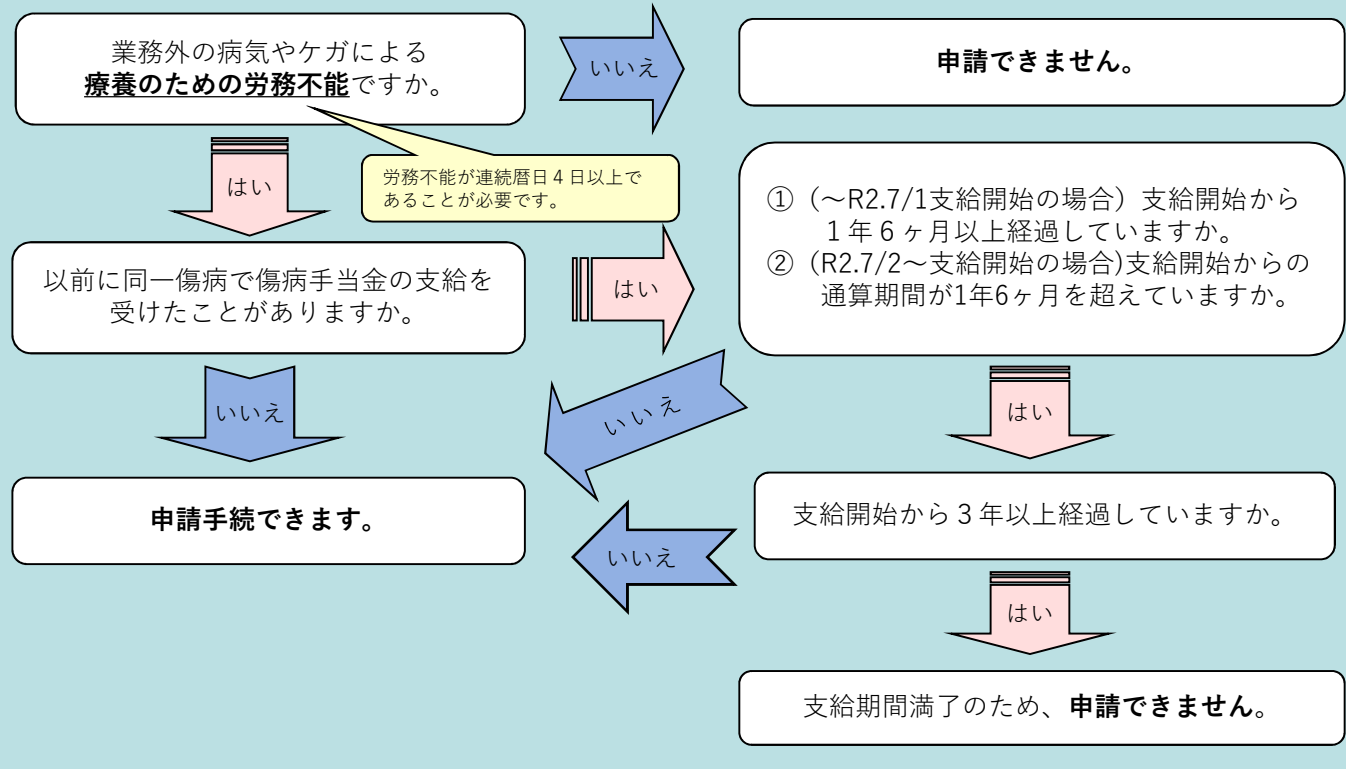 業務外の病気やケガによる
療養のための労務不能ですか。
いいえ
申請できません。
はい
労務不能が連続暦日４日以上で
あることが必要です。
①（～R2.7/1支給開始の場合）支給開始から
１年６ヶ月以上経過していますか。
②（R2.7/2～支給開始の場合)支給開始からの
通算期間が1年6ヶ月を超えていますか。
以前に同一傷病で傷病手当金の支給を
受けたことがありますか。
はい
いいえ
いいえ
はい
申請手続できます。
いいえ
支給開始から３年以上経過していますか。
はい
支給期間満了のため、申請できません。